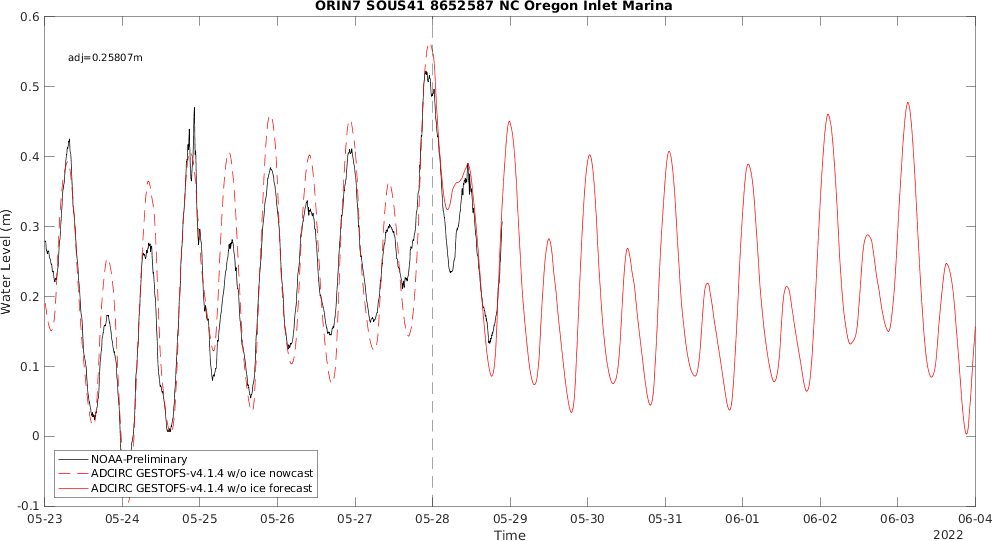 ORIN7 SOUS41 8652587 NC Oregon Inlet Marina
adj=0.25807m
Water Level (m)
0.6
0.5
0.4
0.3
0.2
0.1
0
-0.1
NOAA-Preliminary
ADCIRC GESTOFS-v4.1.4 w/o ice nowcast
ADCIRC GESTOFS-v4.1.4 w/o ice forecast
05-23 05-24 05-25 05-26 05-27 05-28 05-29 05-30 05-31 06-01 06-02 06-03 06-04
Time
2022